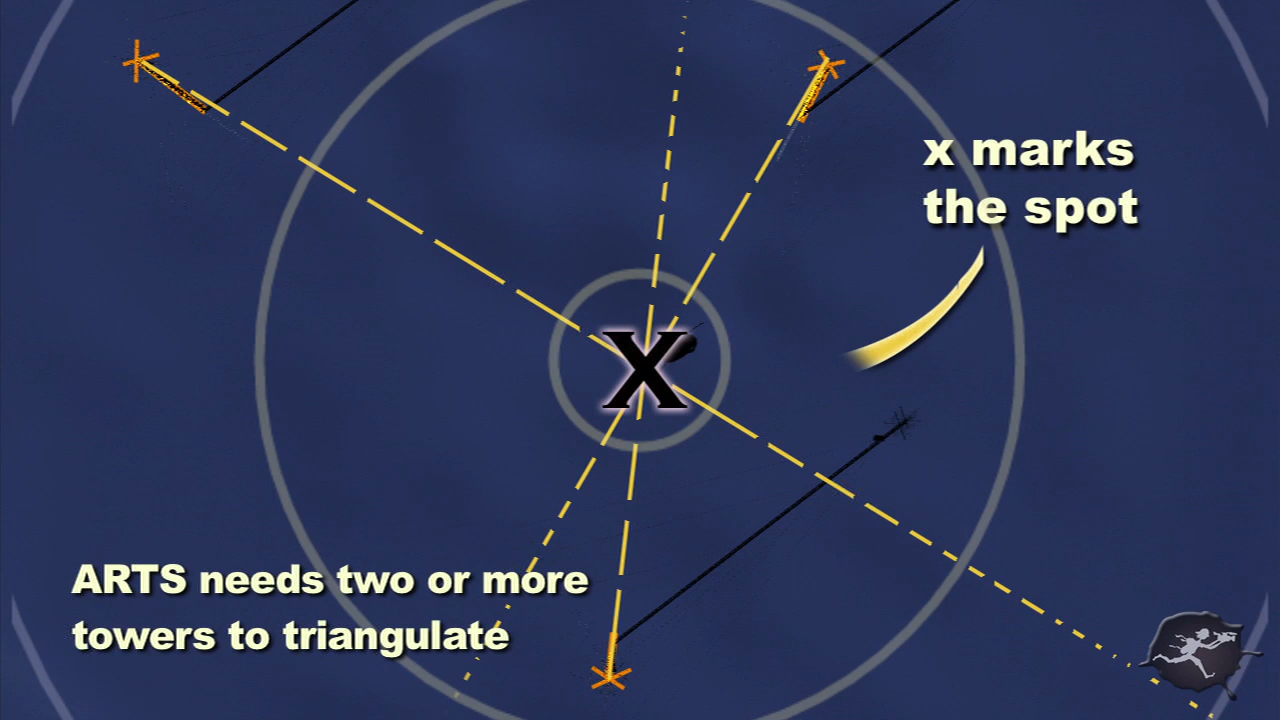 x marks
the spot
X
ARTS needs two or more
towers to triangulate